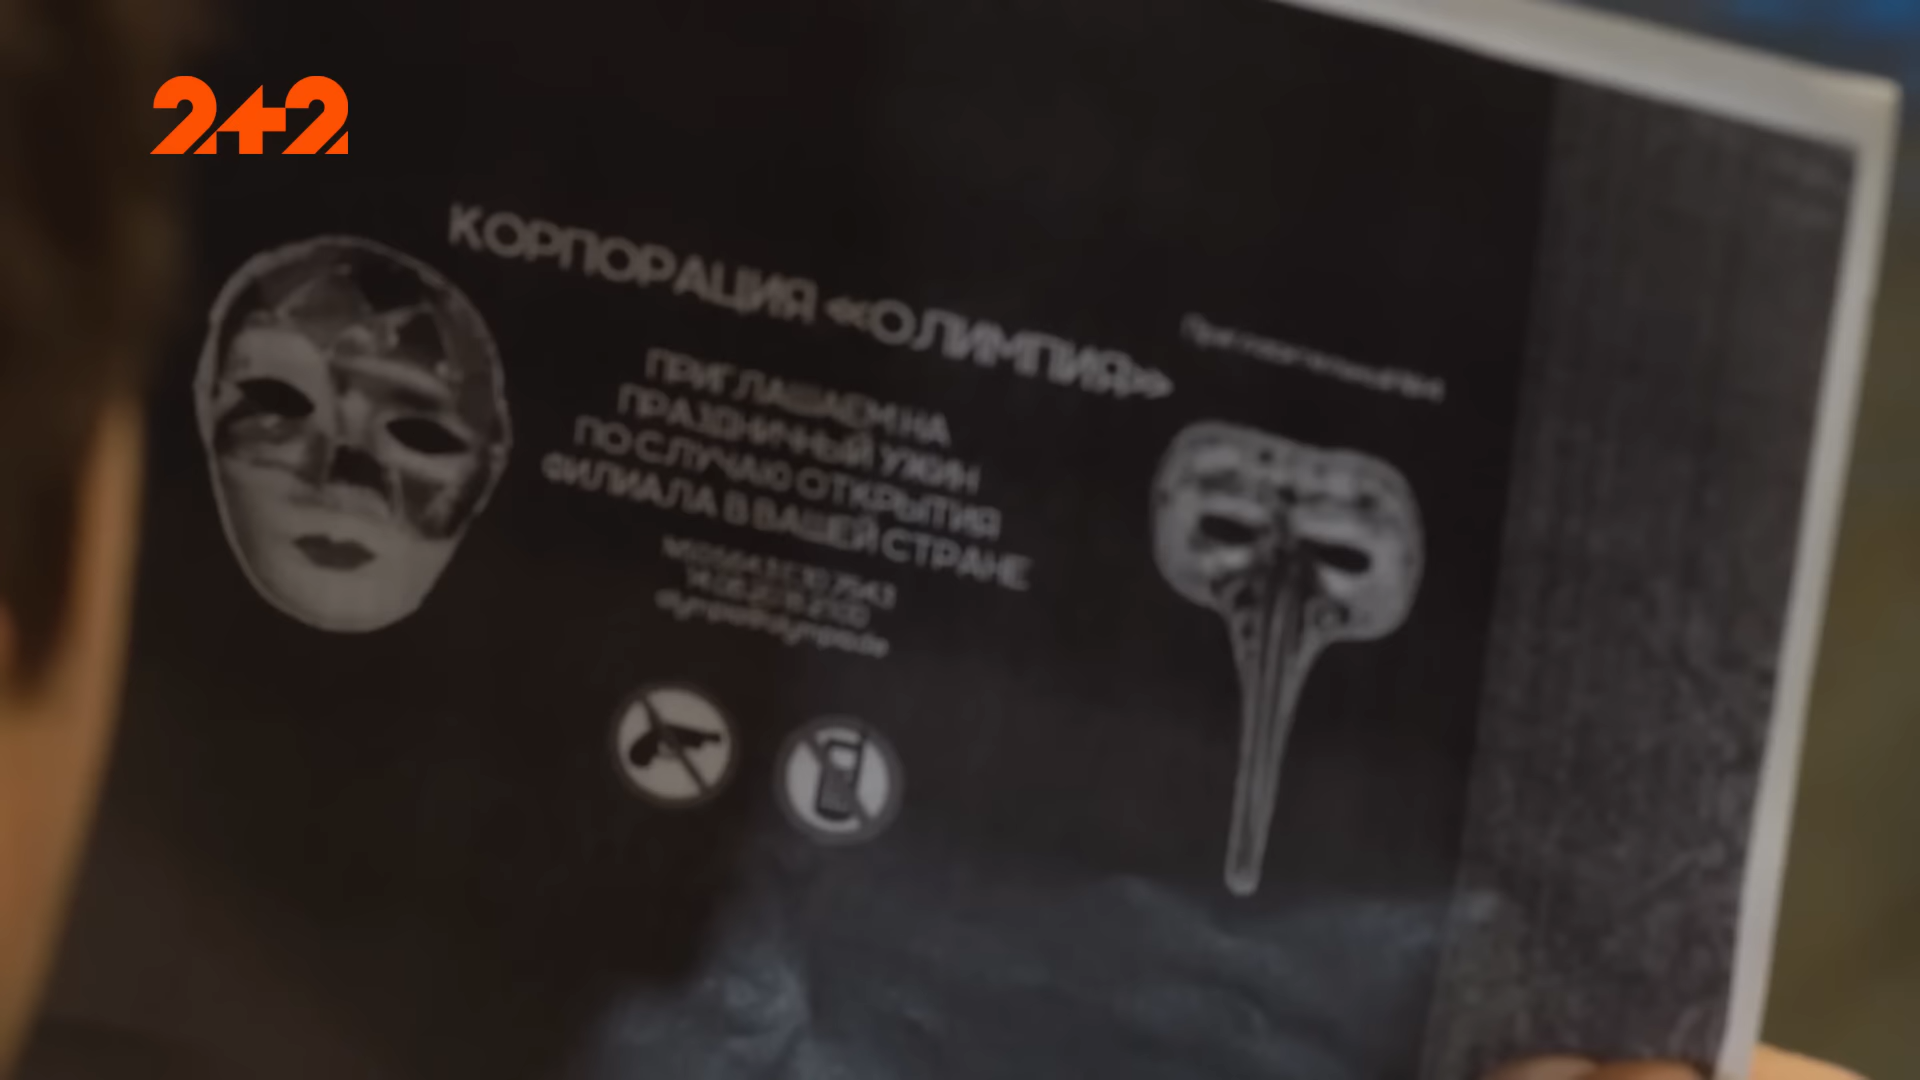 2+2
КОРПОРАЦИЯ «ОЛИМПИЯ»
ПРИГЛАШАЕМ НА
ПРАЗДНИЧНЫЙ УЖИН
ПО СЛУЧАЮ ОТКРЫТИЯ
ФИЛИАЛА В ВАШЕЙ СТРАНЕ